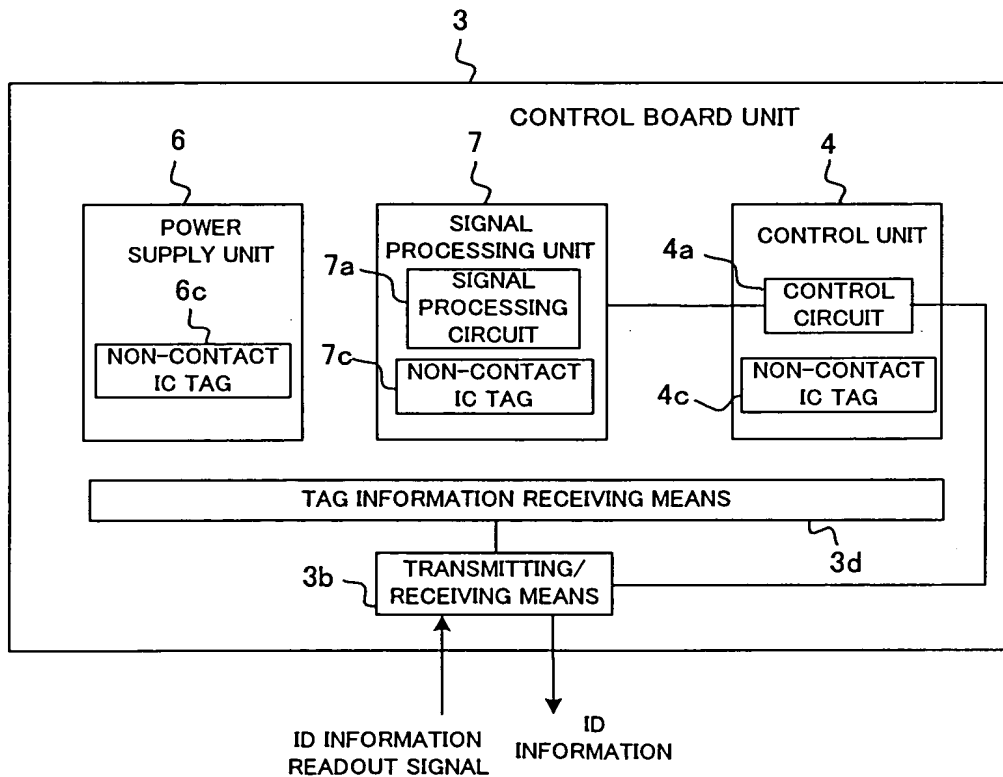 3
CONTROL BOARD UNIT
6
7
4
POWER
SUPPLY UNIT
6c
NON-CONTACT
IC TAG
SIGNAL
PROCESSING UNIT
7a
SIGNAL
PROCESSING
CIRCUIT
7c
NON-CONTACT
IC TAG
CONTROL UNIT
4a
CONTROL
CIRCUIT
NON-CONTACT
IC TAG
4c
TAG INFORMATION RECEIVING MEANS
3d
3b
TRANSMITTING/
RECEIVING MEANS
ID INFORMATION
READOUT SIGNAL
ID
INFORMATION